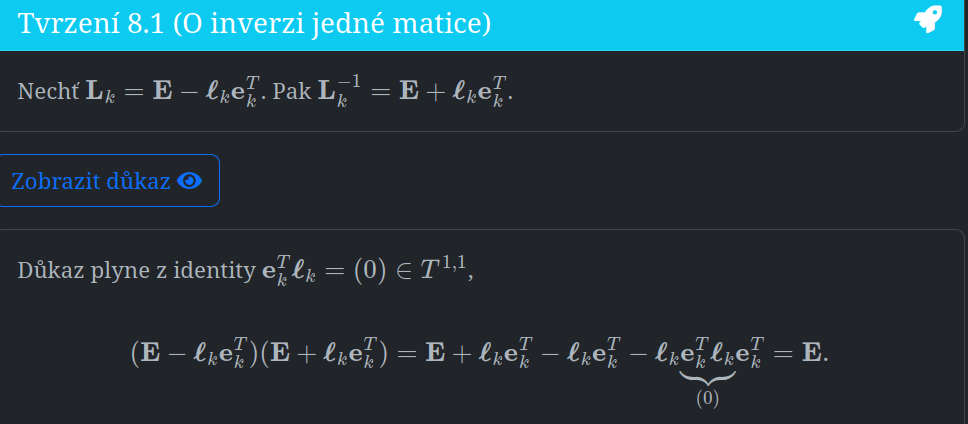 Tvrzení 8.1 (O inverzi jedné matice)
Nechť $\mathbf{L}_k = \mathbf{E} - \boldsymbol{\ell}_k \mathbf{e}_k^T$. Pak $\mathbf{L}_k^{-1} = \mathbf{E} + \boldsymbol{\ell}_k \mathbf{e}_k^T$.
Zobrazit důkaz
Důkaz plyne z identity $\mathbf{e}_k^T \boldsymbol{\ell}_k = (0) \in T^{1,1}$,
$(\mathbf{E} - \boldsymbol{\ell}_k \mathbf{e}_k^T)(\mathbf{E} + \boldsymbol{\ell}_k \mathbf{e}_k^T) = \mathbf{E} + \boldsymbol{\ell}_k \mathbf{e}_k^T - \boldsymbol{\ell}_k \mathbf{e}_k^T - \boldsymbol{\ell}_k \underbrace{\mathbf{e}_k^T \boldsymbol{\ell}_k}_{(0)} \mathbf{e}_k^T = \mathbf{E}.$